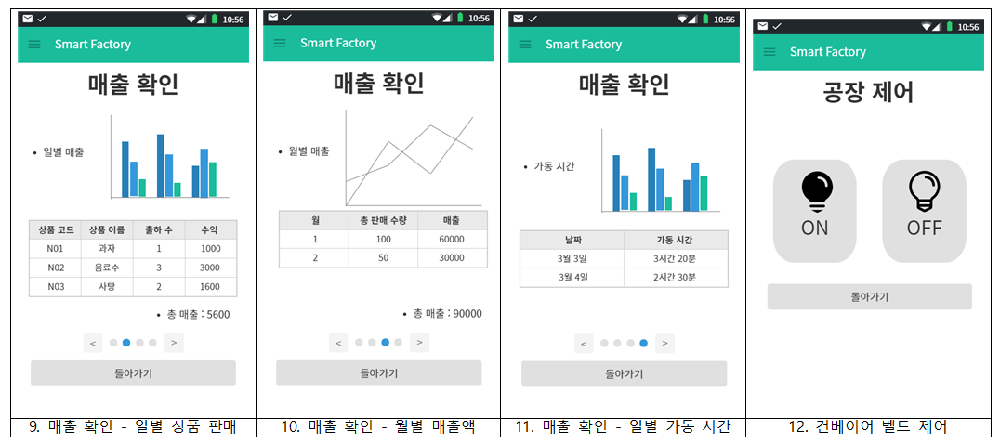 10:56
Smart Factory
매출 확인
• 일별 매출
상품 코드 상품 이름 출하 수 수익
N01 과자 1 1000
N02 음료수 3 3000
N03 사탕 2 1600
• 총 매출 : 5600
< >
돌아가기
9. 매출 확인 - 일별 상품 판매
10:56
Smart Factory
매출 확인
• 월별 매출
월 총 판매 수량 매출
1 100 60000
2 50 30000
• 총 매출 : 90000
< >
돌아가기
10. 매출 확인 - 월별 매출액
10:56
Smart Factory
매출 확인
• 가동 시간
날짜 가동 시간
3월 3일 3시간 20분
3월 4일 2시간 30분
< >
돌아가기
11. 매출 확인 - 일별 가동 시간
10:56
Smart Factory
공장 제어
ON OFF
돌아가기
12. 컨베이어 벨트 제어